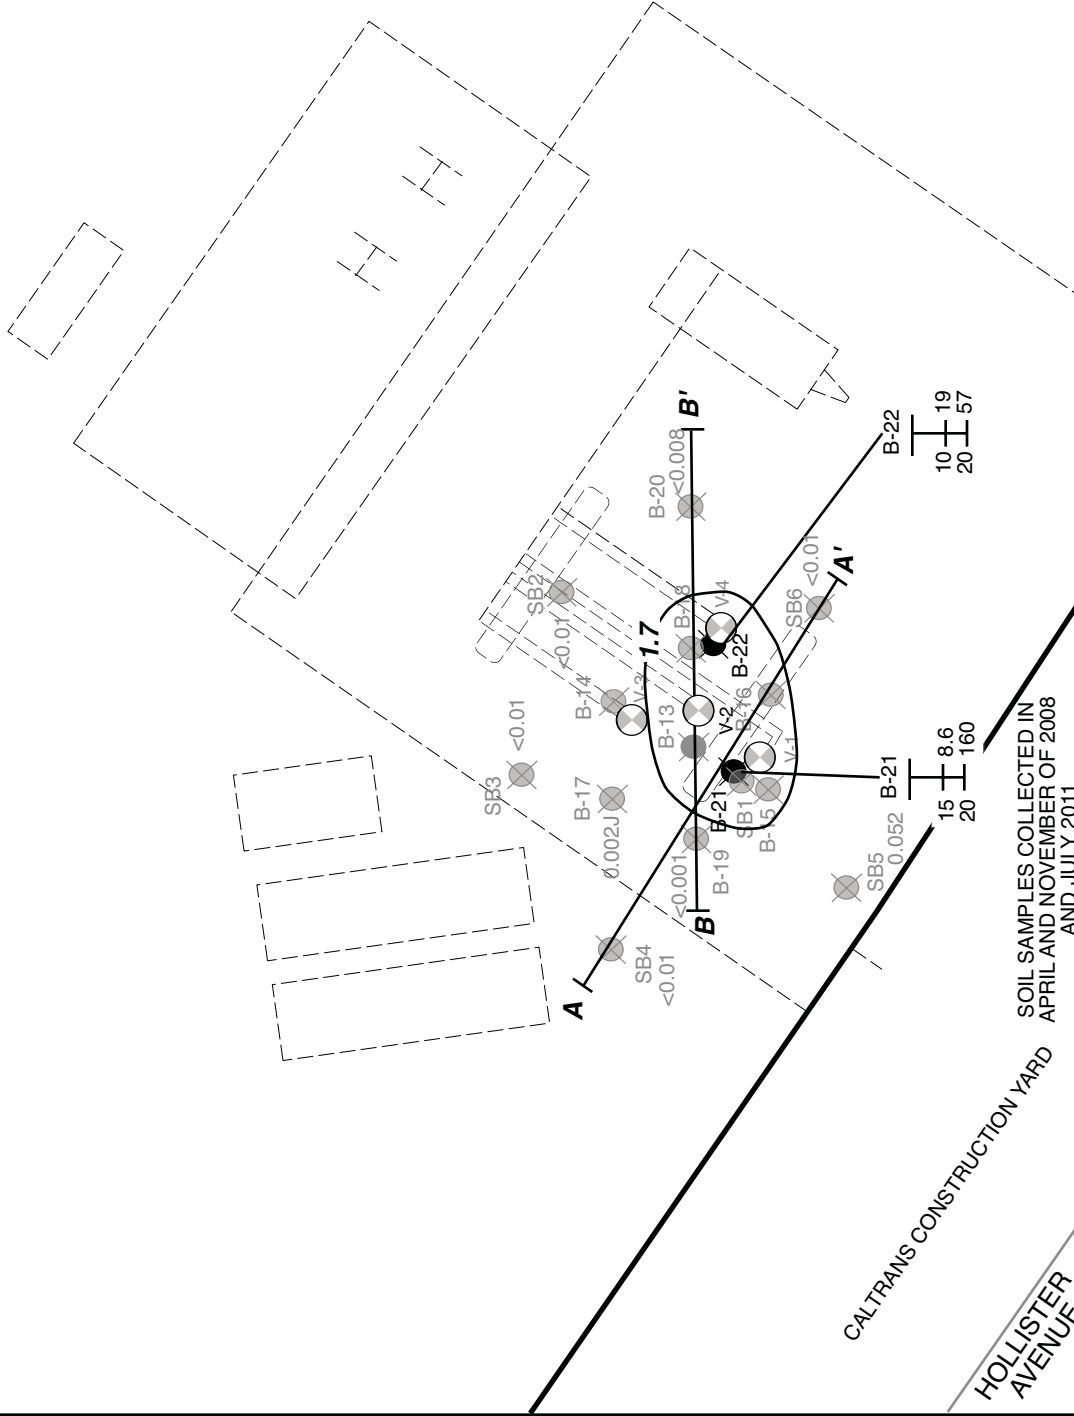 SB2
<0.01
B'
<0.008
B-20
B-22
10 19
20 57
A'
<0.01
SB6
V-4
B-18
B-22
1.7
V-3
B-14
B-13
V-2
B-16
V-1
<0.01
SB3
B-17
0.002J
B-21
SB1
B-15
B-21
15 8.6
20 160
<0.001
B-19
B
SB5
0.052
SB4
<0.01
A
SOIL SAMPLES COLLECTED IN
APRIL AND NOVEMBER OF 2008
AND JULY 2011
CALTRANS CONSTRUCTION YARD
HOLLISTER
AVENUE